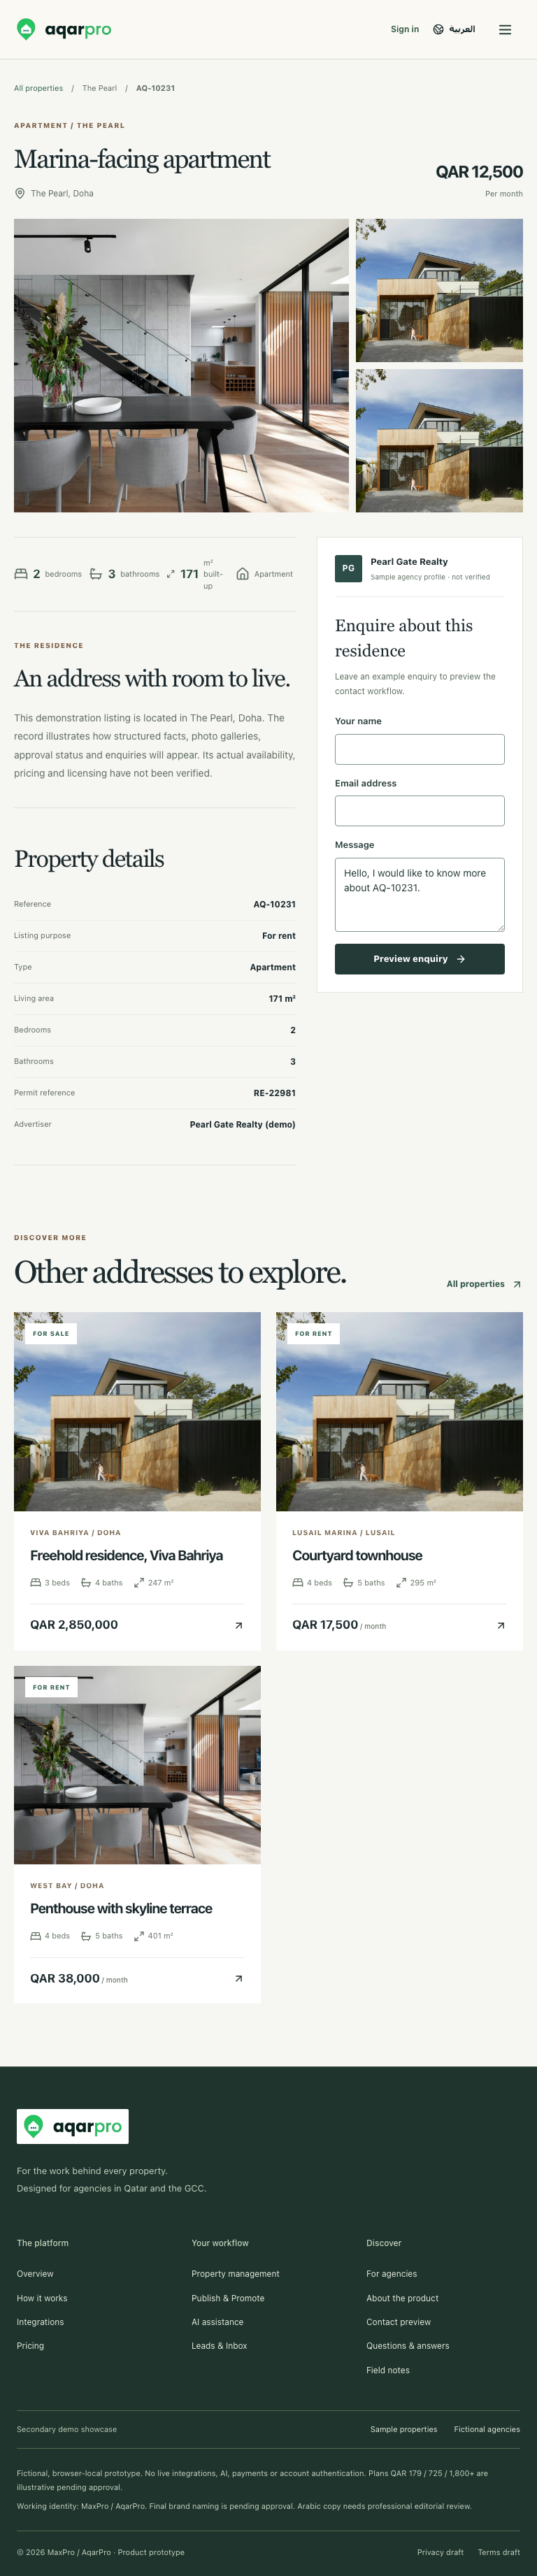 aqarpro
Sign in
العربية
All properties / The Pearl / AQ-10231
APARTMENT / THE PEARL
Marina-facing apartment
QAR 12,500
The Pearl, Doha
Per month
2 bedrooms
3 bathrooms
171 m² built-up
Apartment
THE RESIDENCE
An address with room to live.
This demonstration listing is located in The Pearl, Doha. The
record illustrates how structured facts, photo galleries,
approval status and enquiries will appear. Its actual availability,
pricing and licensing have not been verified.
Property details
Reference AQ-10231
Listing purpose For rent
Type Apartment
Living area 171 m²
Bedrooms 2
Bathrooms 3
Permit reference RE-22981
Advertiser Pearl Gate Realty (demo)
PG
Pearl Gate Realty
Sample agency profile · not verified
Enquire about this
residence
Leave an example enquiry to preview the
contact workflow.
Your name
Email address
Message
Hello, I would like to know more
about AQ-10231.
Preview enquiry
DISCOVER MORE
Other addresses to explore.
All properties
FOR SALE
VIVA BAHRIYA / DOHA
Freehold residence, Viva Bahriya
3 beds 4 baths 247 m²
QAR 2,850,000
FOR RENT
LUSAIL MARINA / LUSAIL
Courtyard townhouse
4 beds 5 baths 295 m²
QAR 17,500 / month
FOR RENT
WEST BAY / DOHA
Penthouse with skyline terrace
4 beds 5 baths 401 m²
QAR 38,000 / month
aqarpro
For the work behind every property.
Designed for agencies in Qatar and the GCC.
The platform
Overview
How it works
Integrations
Pricing
Your workflow
Property management
Publish & Promote
AI assistance
Leads & Inbox
Discover
For agencies
About the product
Contact preview
Questions & answers
Field notes
Secondary demo showcase
Sample properties
Fictional agencies
Fictional, browser-local prototype. No live integrations, AI, payments or account authentication. Plans QAR 179 / 725 / 1,800+ are
illustrative pending approval.
Working identity: MaxPro / AqarPro. Final brand naming is pending approval. Arabic copy needs professional editorial review.
© 2026 MaxPro / AqarPro · Product prototype
Privacy draft
Terms draft